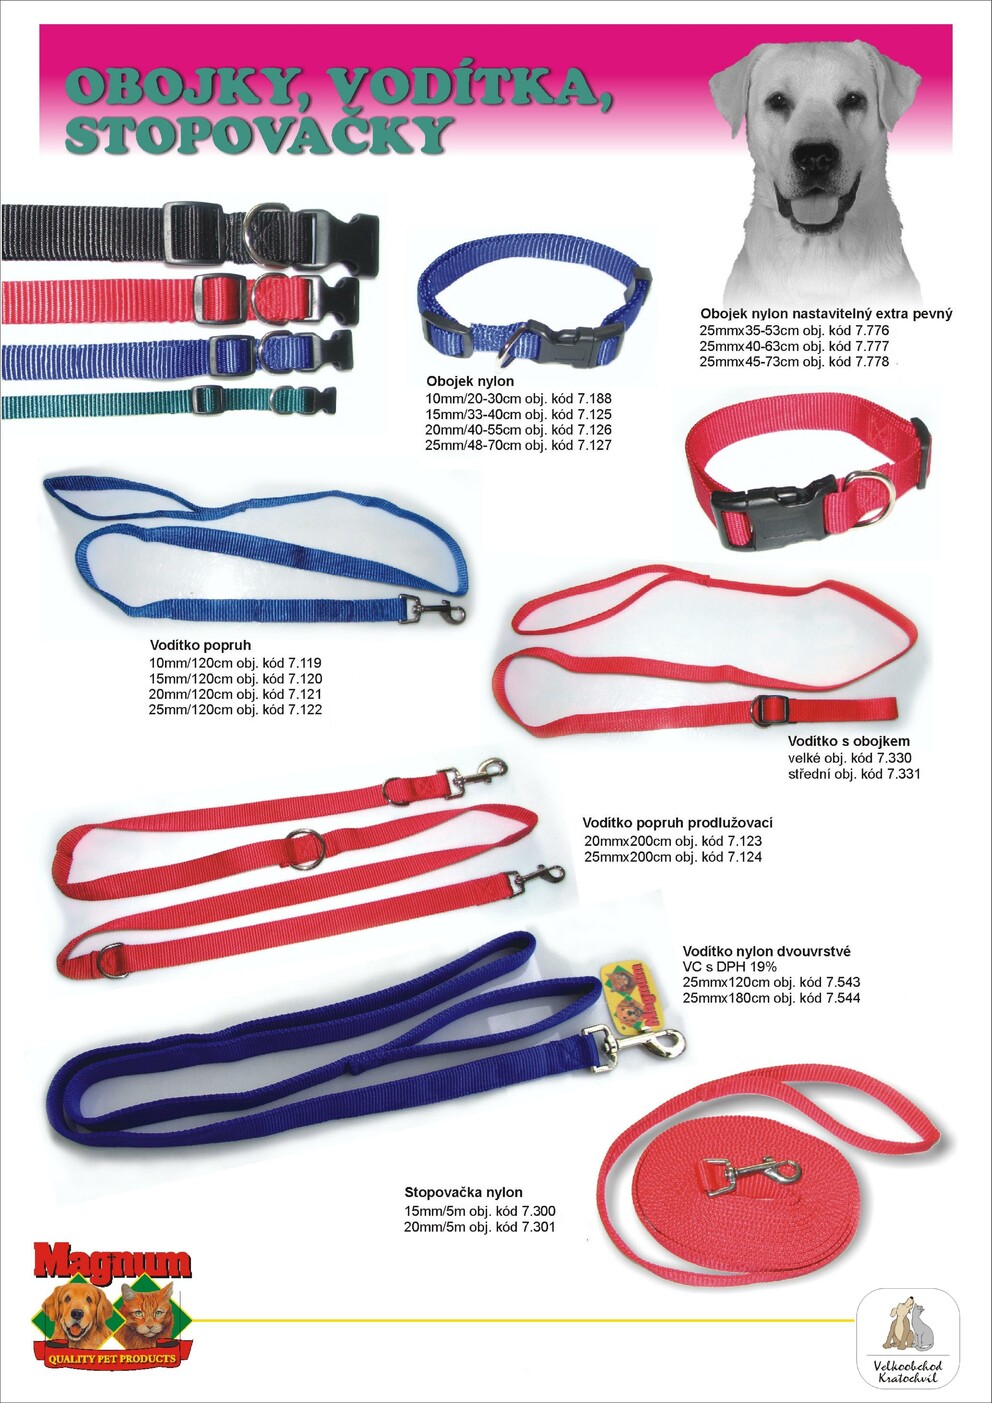 OBOJKY, VODÍTKA,
STOPOVAČKY
Obojek nylon nastavitelný extra pevný
25mmx35-53cm obj. kód 7.776
25mmx40-63cm obj. kód 7.777
25mmx45-73cm obj. kód 7.778
Obojek nylon
10mm/20-30cm obj. kód 7.188
15mm/33-40cm obj. kód 7.125
20mm/40-55cm obj. kód 7.126
25mm/48-70cm obj. kód 7.127
Vodítko popruh
10mm/120cm obj. kód 7.119
15mm/120cm obj. kód 7.120
20mm/120cm obj. kód 7.121
25mm/120cm obj. kód 7.122
Vodítko s obojkem
velké obj. kód 7.330
střední obj. kód 7.331
Vodítko popruh prodlužovací
20mmx200cm obj. kód 7.123
25mmx200cm obj. kód 7.124
Vodítko nylon dvouvrstvé
VC s DPH 19%
25mmx120cm obj. kód 7.543
25mmx180cm obj. kód 7.544
Magnum
Stopovačka nylon
15mm/5m obj. kód 7.300
20mm/5m obj. kód 7.301
Magnum
QUALITY PET PRODUCTS
Velkoobchod
Kratochvíl